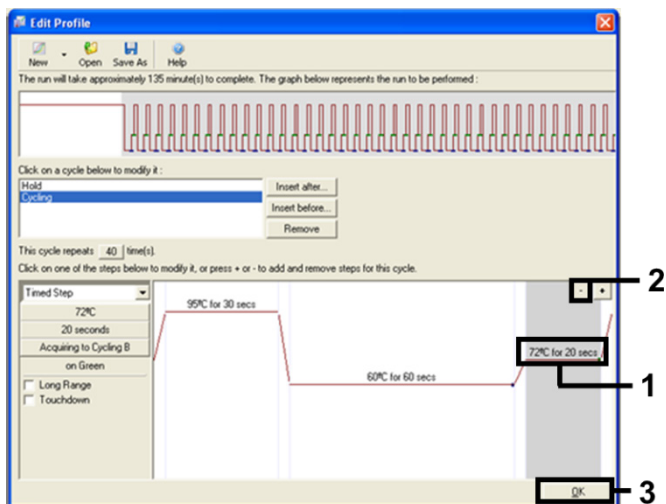 Edit Profile
New Open Save As Help
The run will take approximately 135 minute(s) to complete. The graph below represents the run to be performed :
Click on a cycle below to modify it :
Hold
Cycling
Insert after...
Insert before...
Remove
This cycle repeats 40 time(s).
Click on one of the steps below to modify it, or press + or - to add and remove steps for this cycle.
Timed Step
- + 2
72ºC
20 seconds
Acquiring to Cycling B
on Green
Long Range
Touchdown
95ºC for 30 secs
60ºC for 60 secs
72ºC for 20 secs
1
OK 3